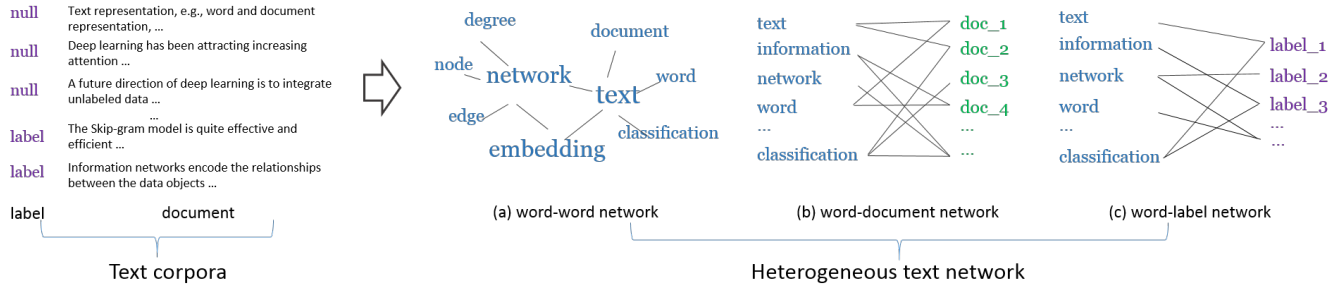 null
Text representation, e.g., word and document
representation, ...
null
Deep learning has been attracting increasing
attention ...
null
A future direction of deep learning is to integrate
unlabeled data ...
...
label
The Skip-gram model is quite effective and
efficient ...
label
Information networks encode the relationships
between the data objects ...
label
document
Text corpora
degree
document
node
network
word
text
edge
classification
embedding
(a) word-word network
text
information
network
word
...
classification
doc_1
doc_2
doc_3
doc_4
...
...
(b) word-document network
text
information
network
word
...
classification
label_1
label_2
label_3
...
...
(c) word-label network
Heterogeneous text network